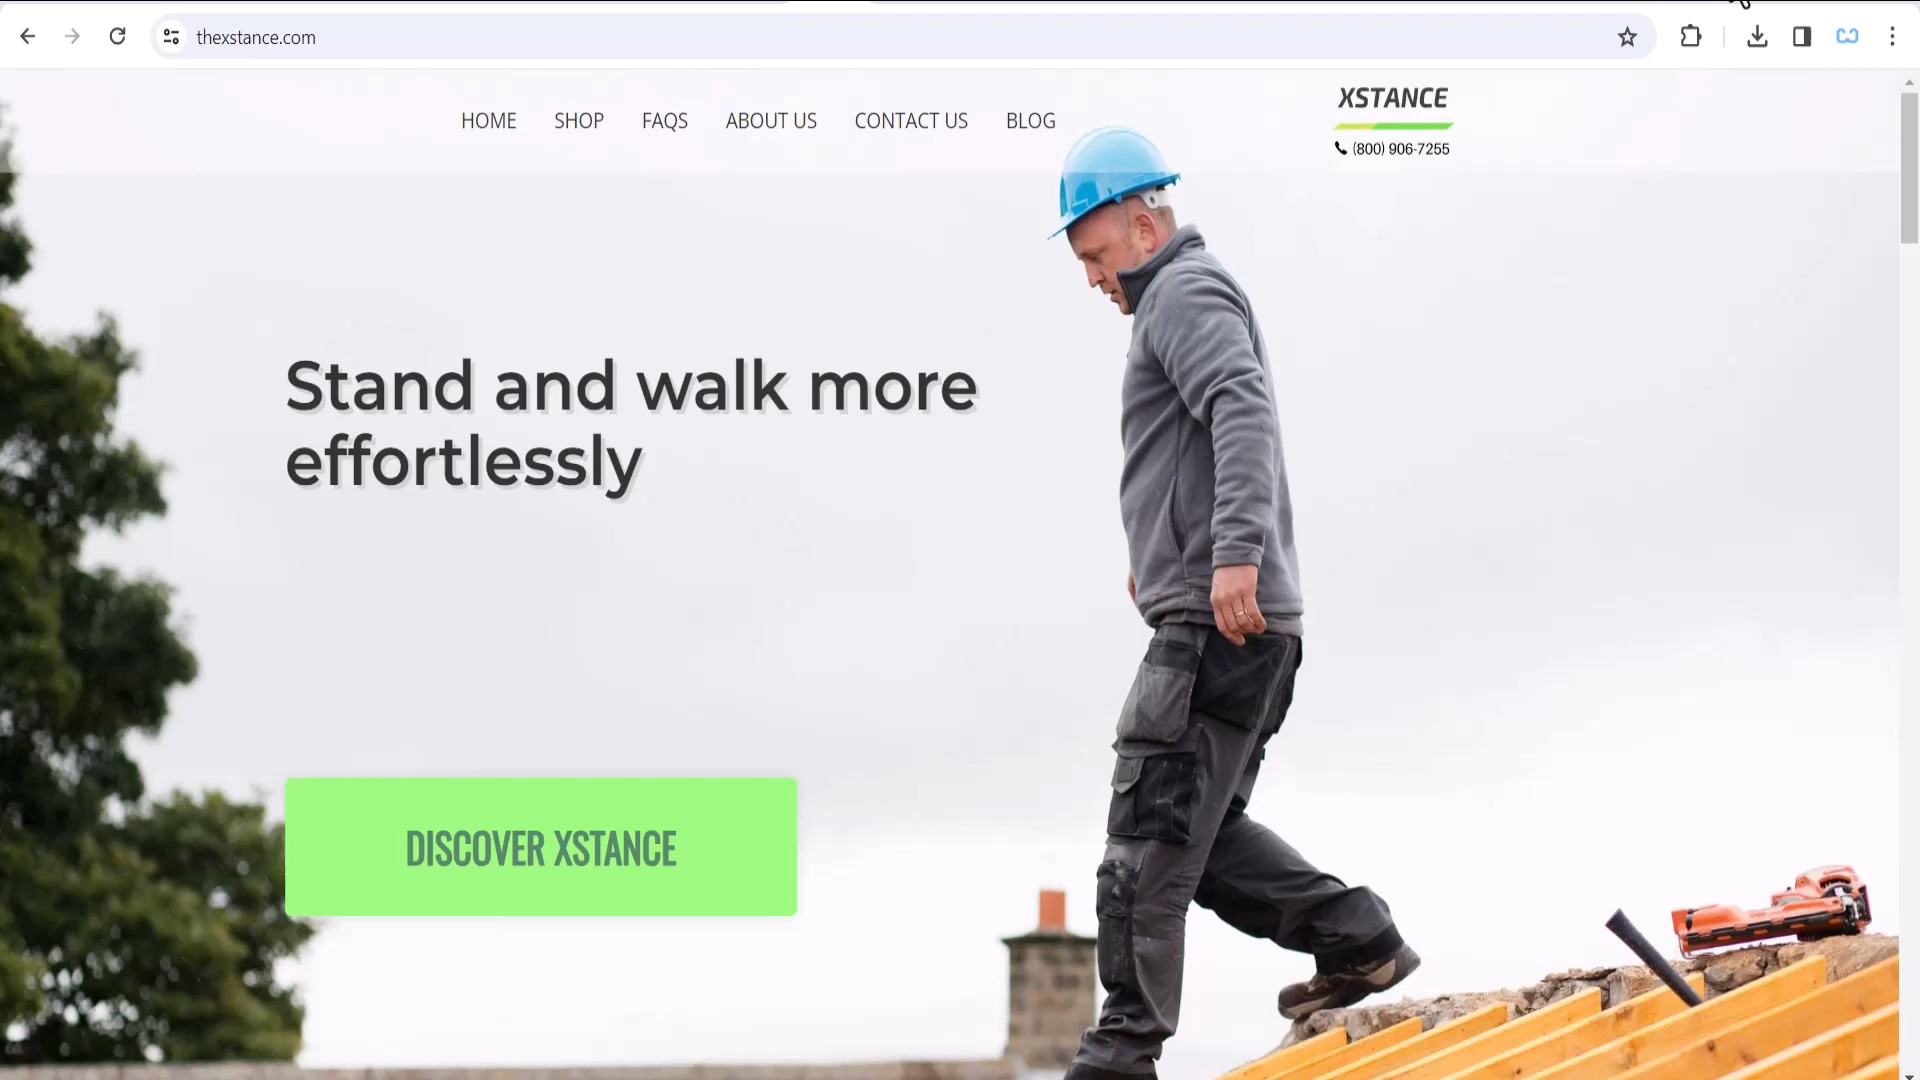 thexstance.com
HOME SHOP FAQS ABOUT US CONTACT US BLOG
XSTANCE
(800) 906-7255
Stand and walk more
effortlessly
DISCOVER XSTANCE